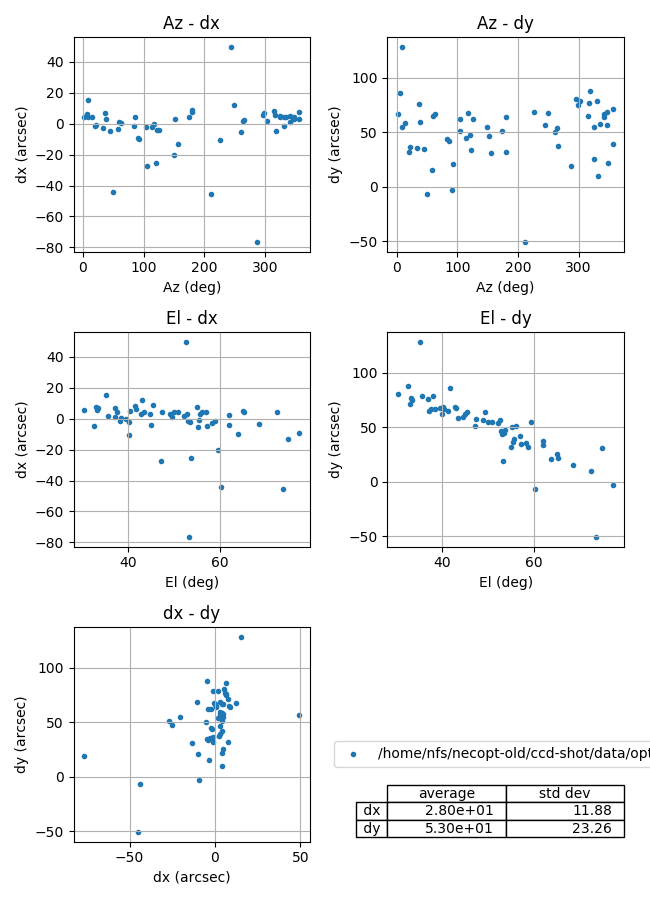 Az - dx
40
20
0
−20
−40
−60
−80
dx (arcsec)
0
100
200
300
Az (deg)
Az - dy
100
50
0
−50
dy (arcsec)
0
100
200
300
Az (deg)
El - dx
40
20
0
−20
−40
−60
−80
dx (arcsec)
40
60
El (deg)
El - dy
100
50
0
−50
dy (arcsec)
40
60
El (deg)
dx - dy
100
50
0
−50
dy (arcsec)
−50
0
50
dx (arcsec)
/home/nfs/necopt-old/ccd-shot/data/opt
average std dev
dx 2.80e+01 11.88
dy 5.30e+01 23.26